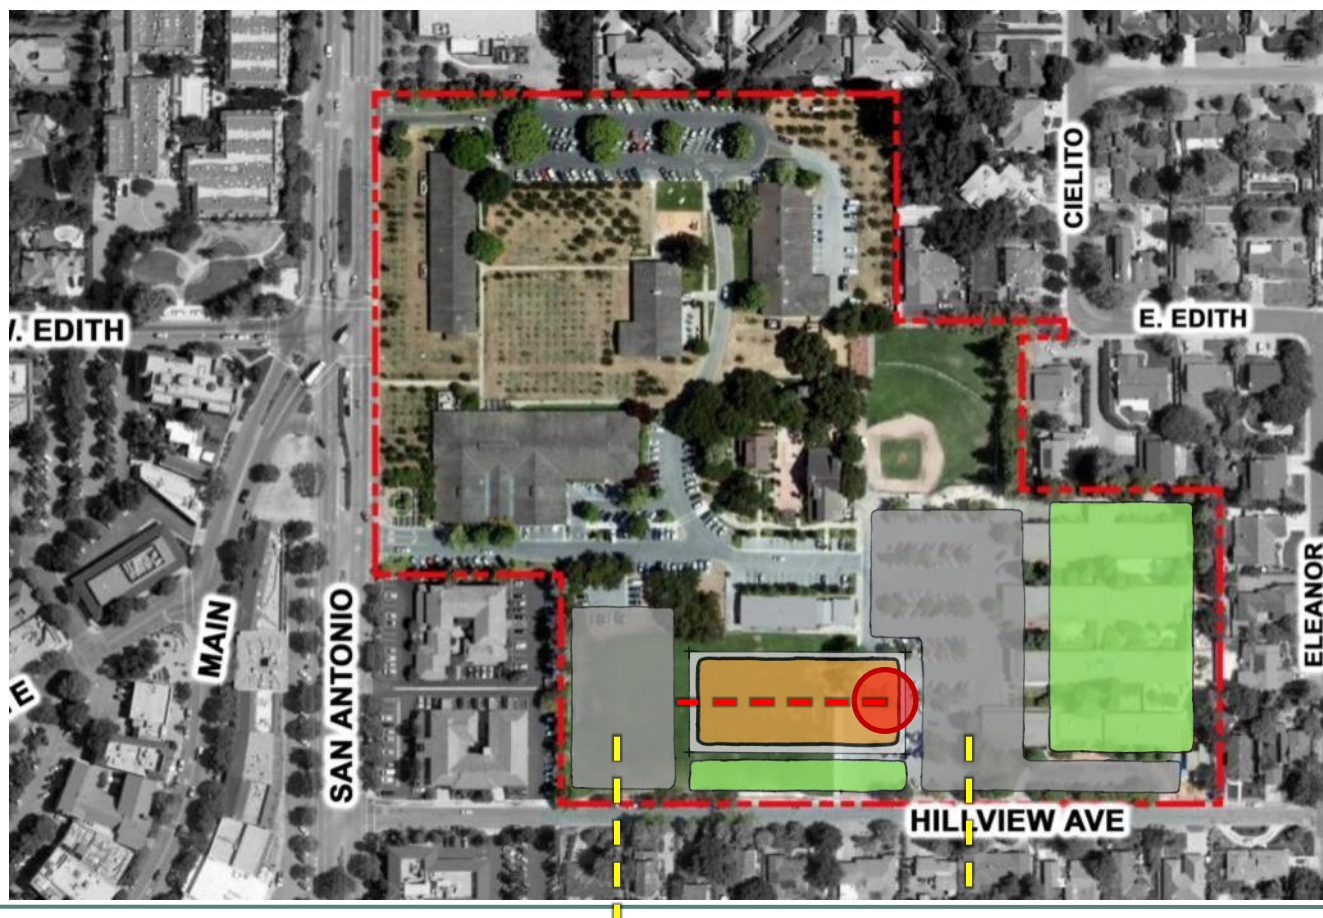 CIELITO
V. EDITH
E. EDITH
MAIN
SAN ANTONIO
ELEANOR
E
HILLVIEW AVE